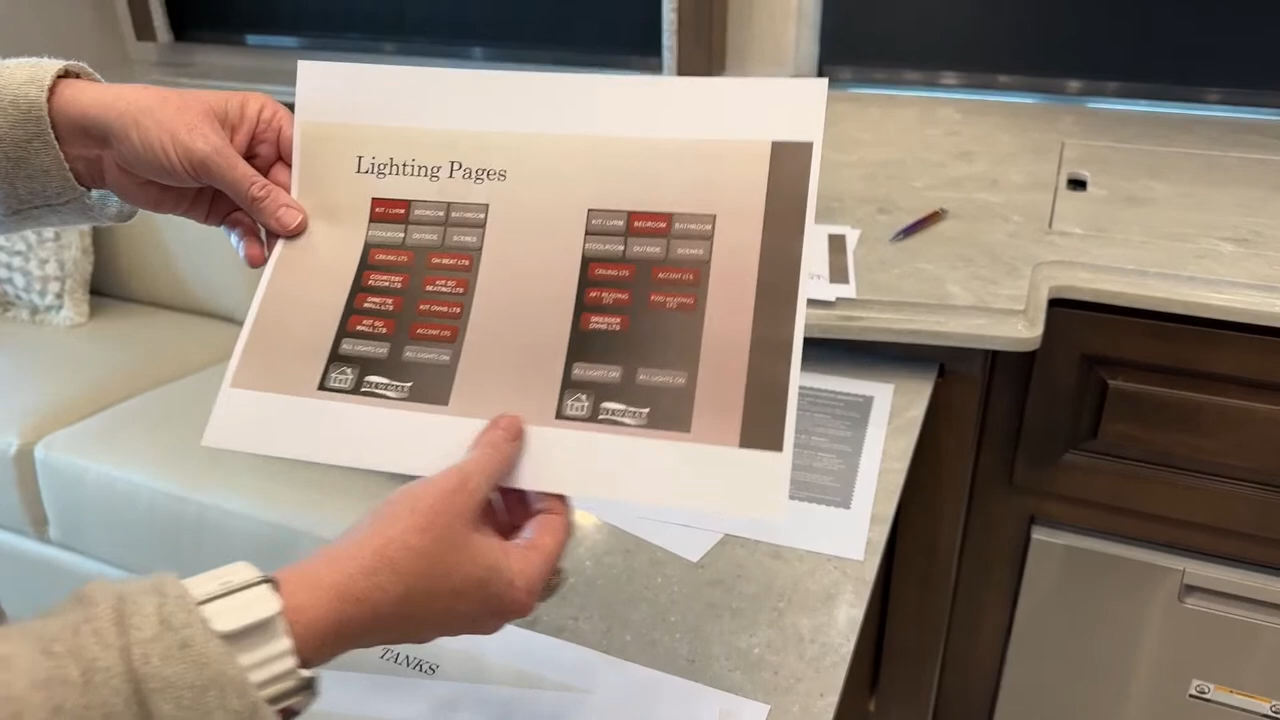 Lighting Pages
KIT / LVRM BEDROOM BATHROOM
STOOLROOM OUTSIDE SCENES
CEILING LTS OH SEAT LTS
COURTESY FLOOR LTS KIT SO SEATING LTS
DINETTE WALL LTS KIT OVHG LTS
KIT SO WALL LTS ACCENT LTS
ALL LIGHTS OFF ALL LIGHTS ON
NEWMAR
KIT / LVRM BEDROOM BATHROOM
STOOLROOM OUTSIDE SCENES
CEILING LTS ACCENT LTS
AFT READING LTS FWD READING LTS
DRESSER OVHG LTS
ALL LIGHTS OFF ALL LIGHTS ON
NEWMAR
TANKS